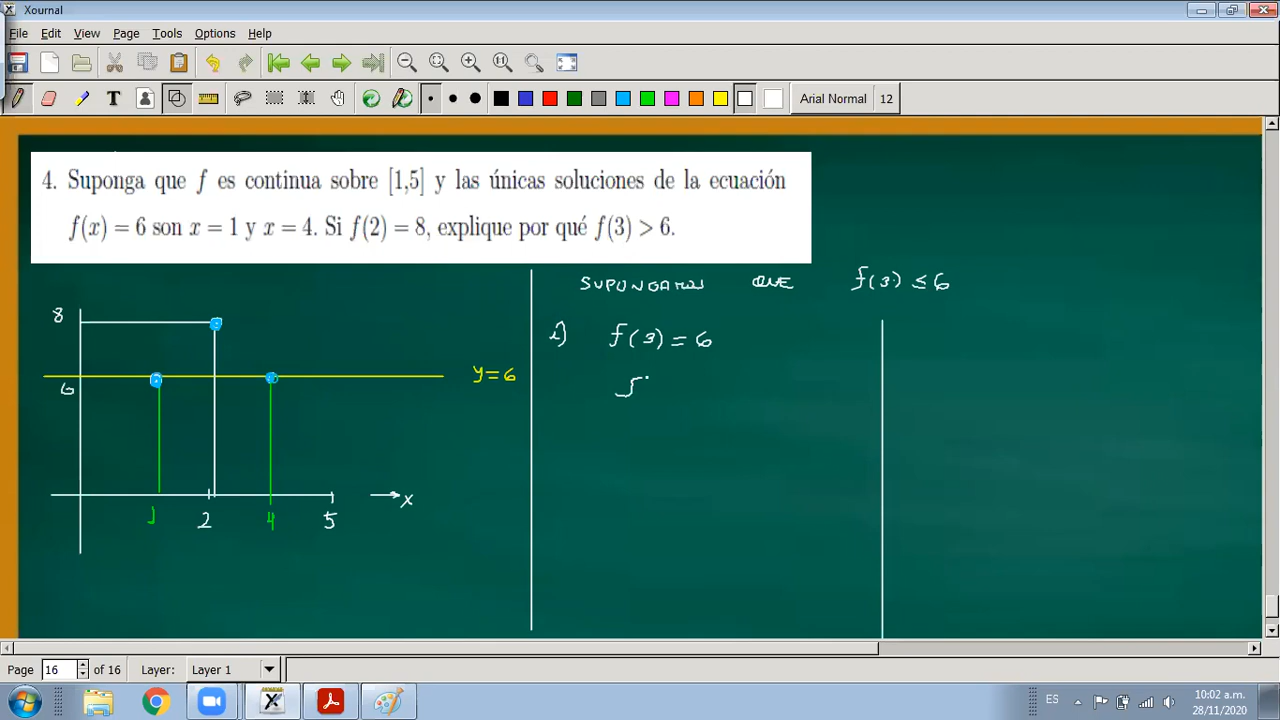 Xournal
File Edit View Page Tools Options Help
Arial Normal 12
4. Suponga que f es continua sobre [1,5] y las únicas soluciones de la ecuación
f(x) = 6 son x = 1 y x = 4. Si f(2) = 8, explique por qué f(3) > 6.
SUPONGAMOS QUE f(3) ≤ 6
i) f(3) = 6
8
6
y=6
1 2 4 5 x
Page 16 of 16 Layer: Layer 1
ES 10:02 a.m.
28/11/2020